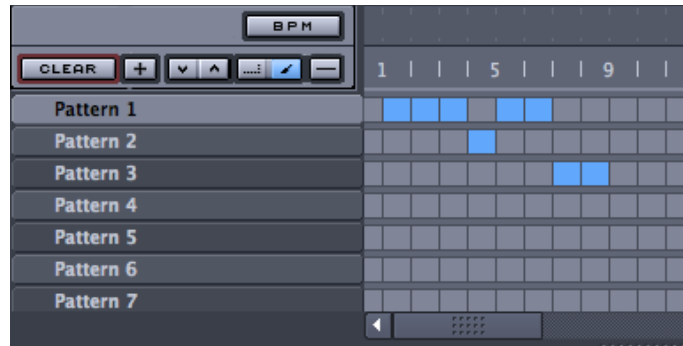 BPM
CLEAR
1 5 9
Pattern 1
Pattern 2
Pattern 3
Pattern 4
Pattern 5
Pattern 6
Pattern 7